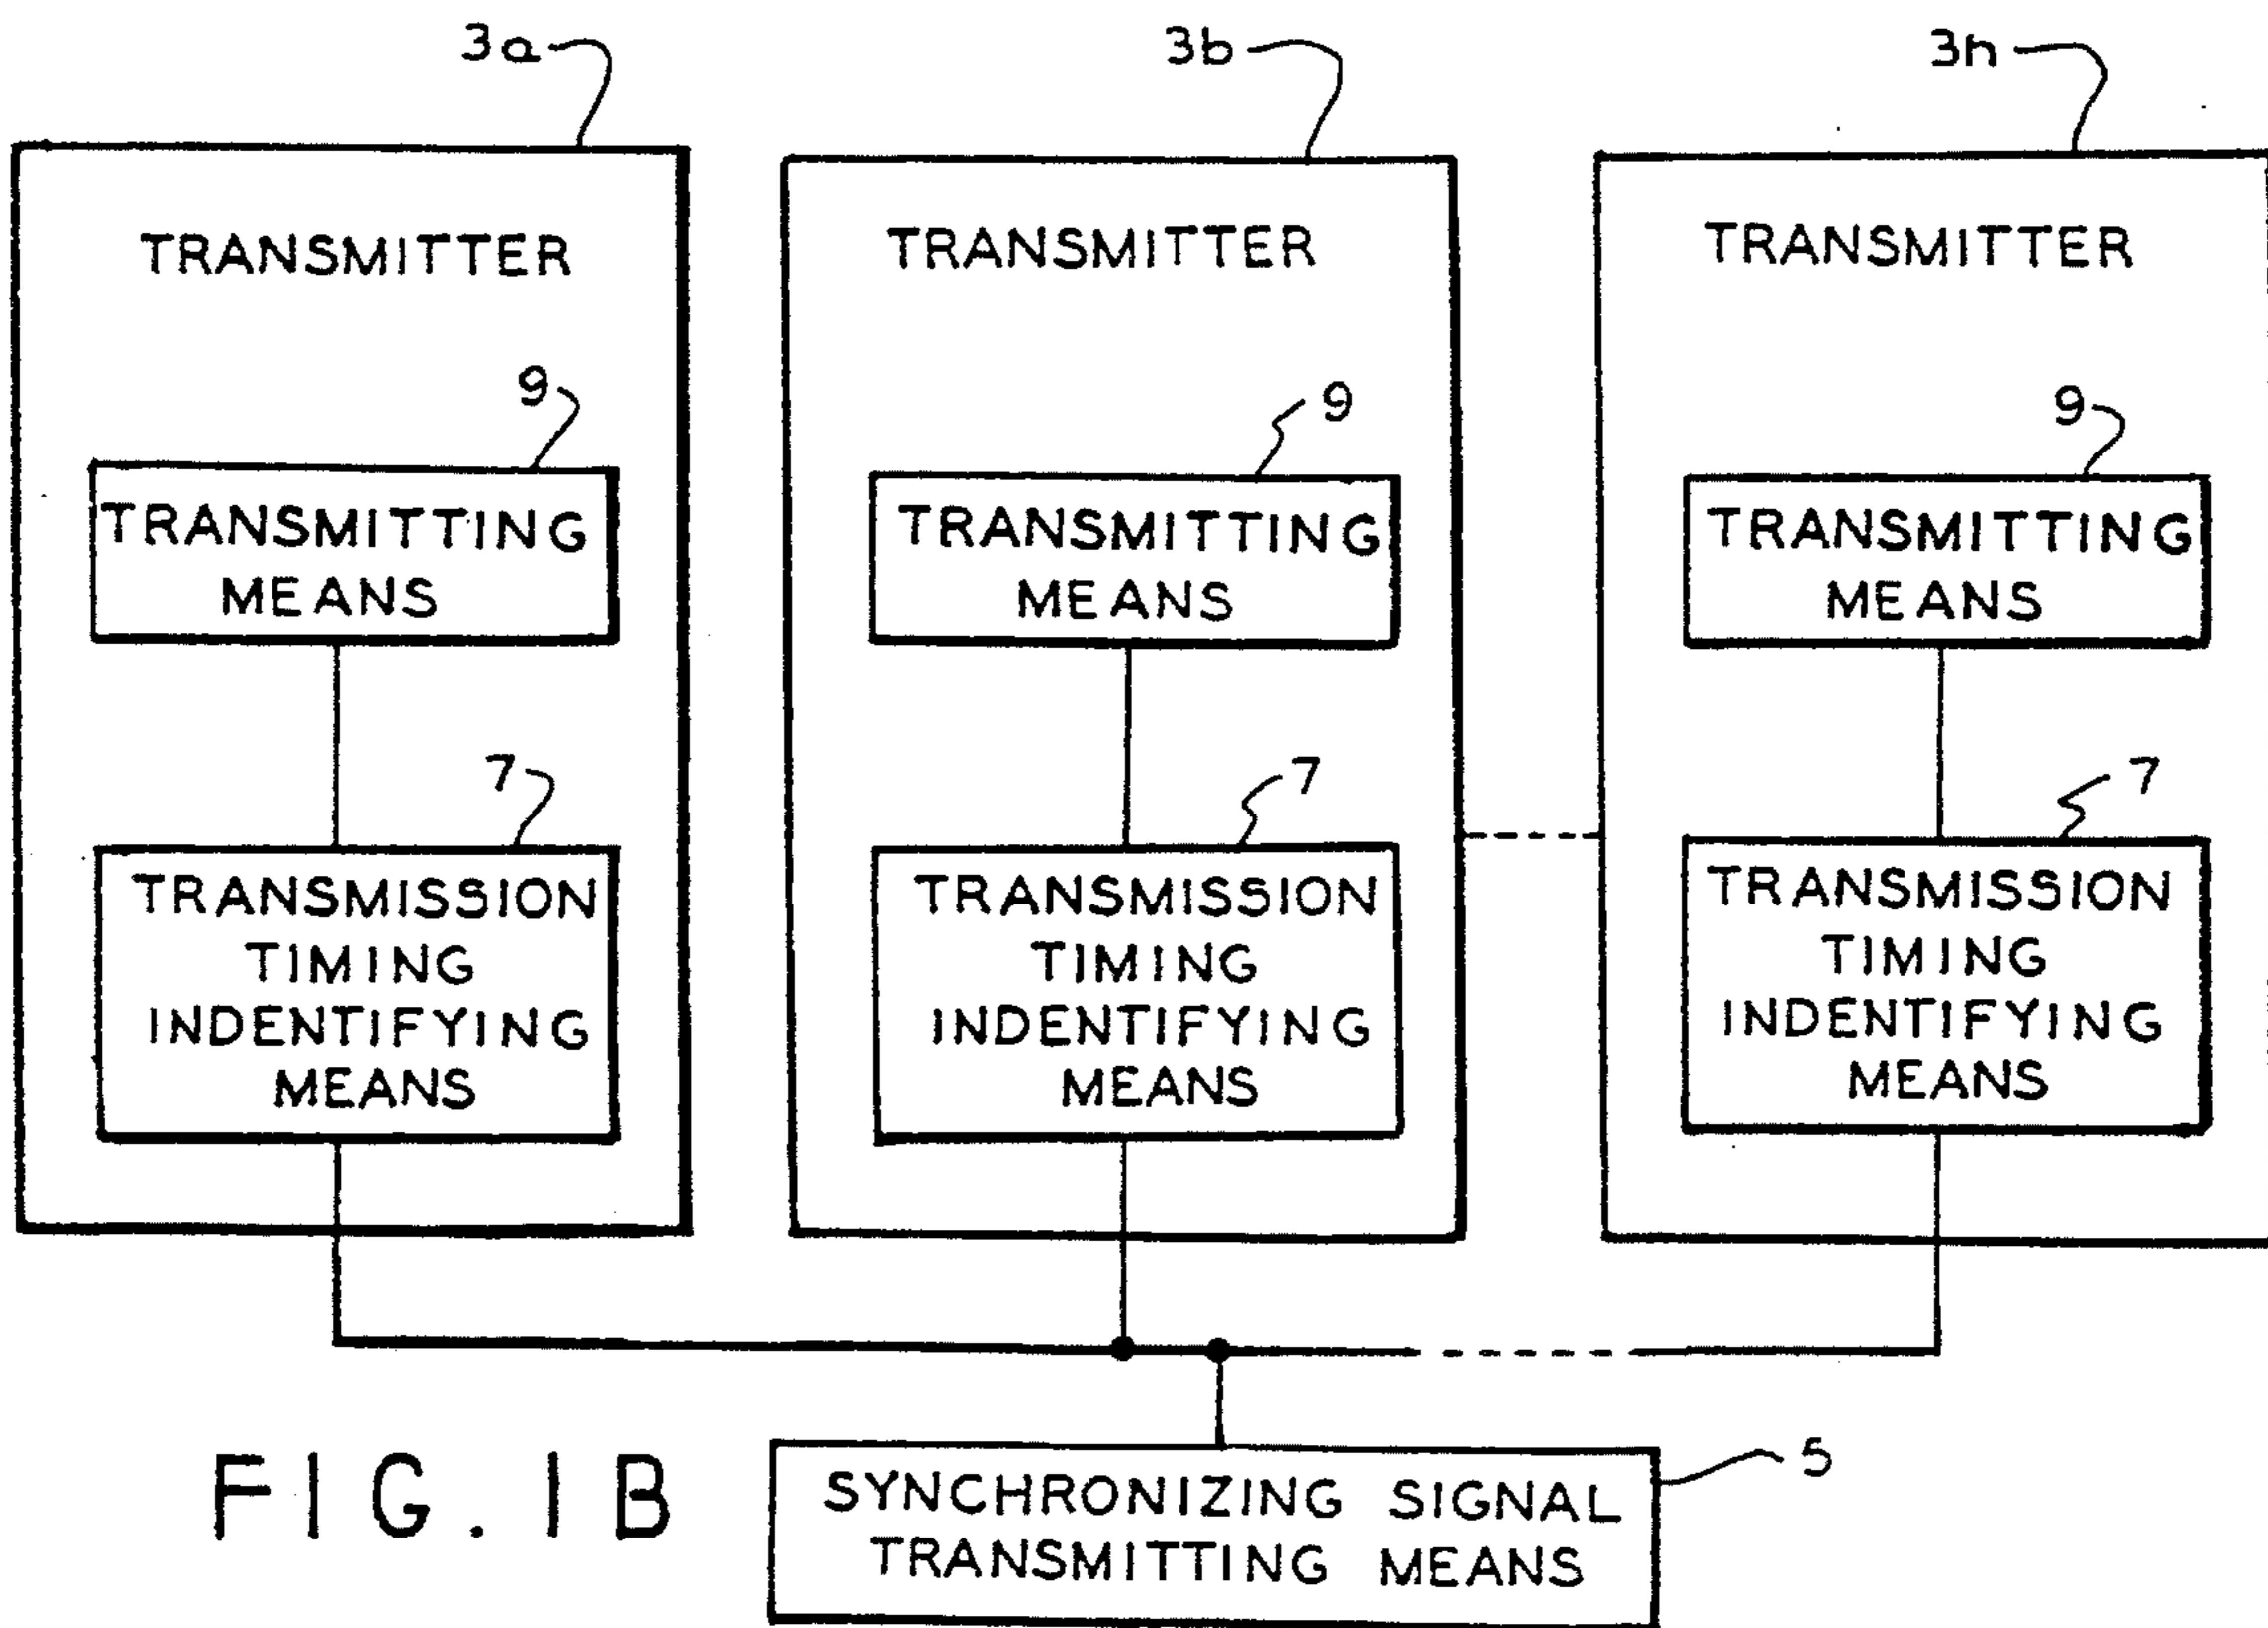 3a
3b
3n
TRANSMITTER
TRANSMITTER
TRANSMITTER
9
9
9
TRANSMITTING
MEANS
TRANSMITTING
MEANS
TRANSMITTING
MEANS
7
7
7
TRANSMISSION
TIMING
INDENTIFYING
MEANS
TRANSMISSION
TIMING
INDENTIFYING
MEANS
TRANSMISSION
TIMING
INDENTIFYING
MEANS
5
SYNCHRONIZING SIGNAL
TRANSMITTING MEANS
FIG. 1B